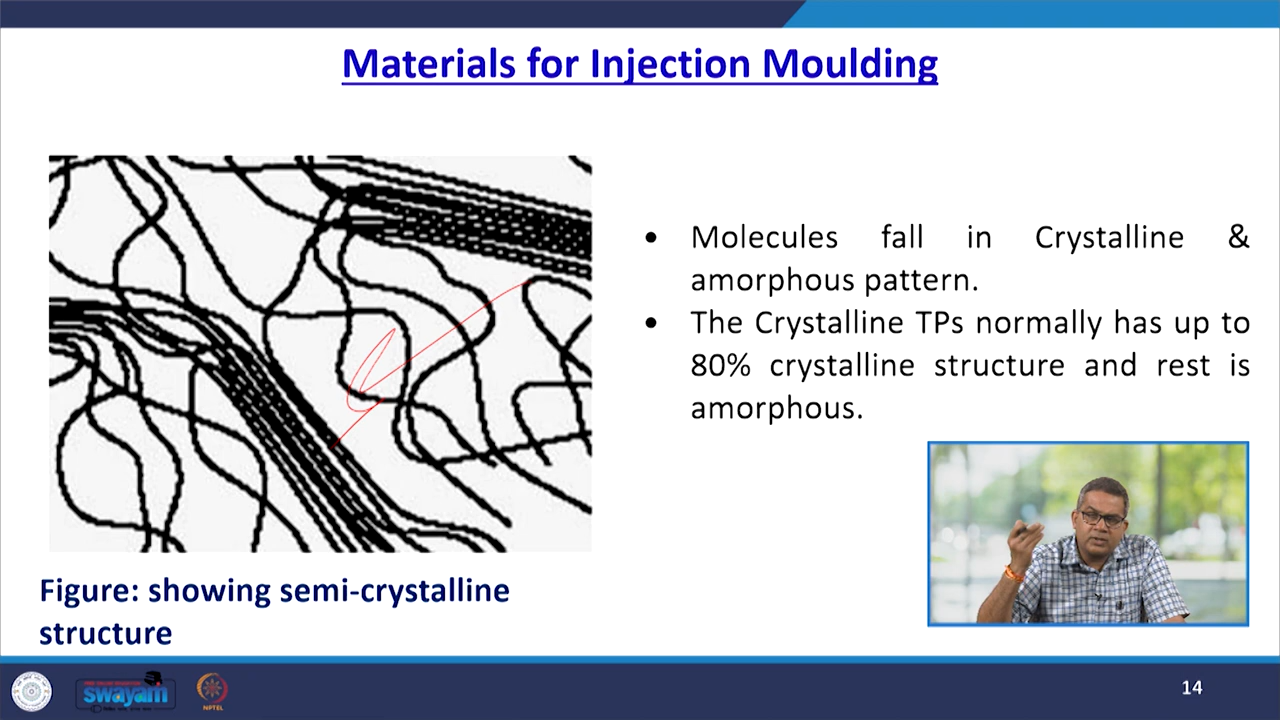 Materials for Injection Moulding
• Molecules fall in Crystalline &
amorphous pattern.
• The Crystalline TPs normally has up to
80% crystalline structure and rest is
amorphous.
Figure: showing semi-crystalline
structure
swayam
NPTEL
14